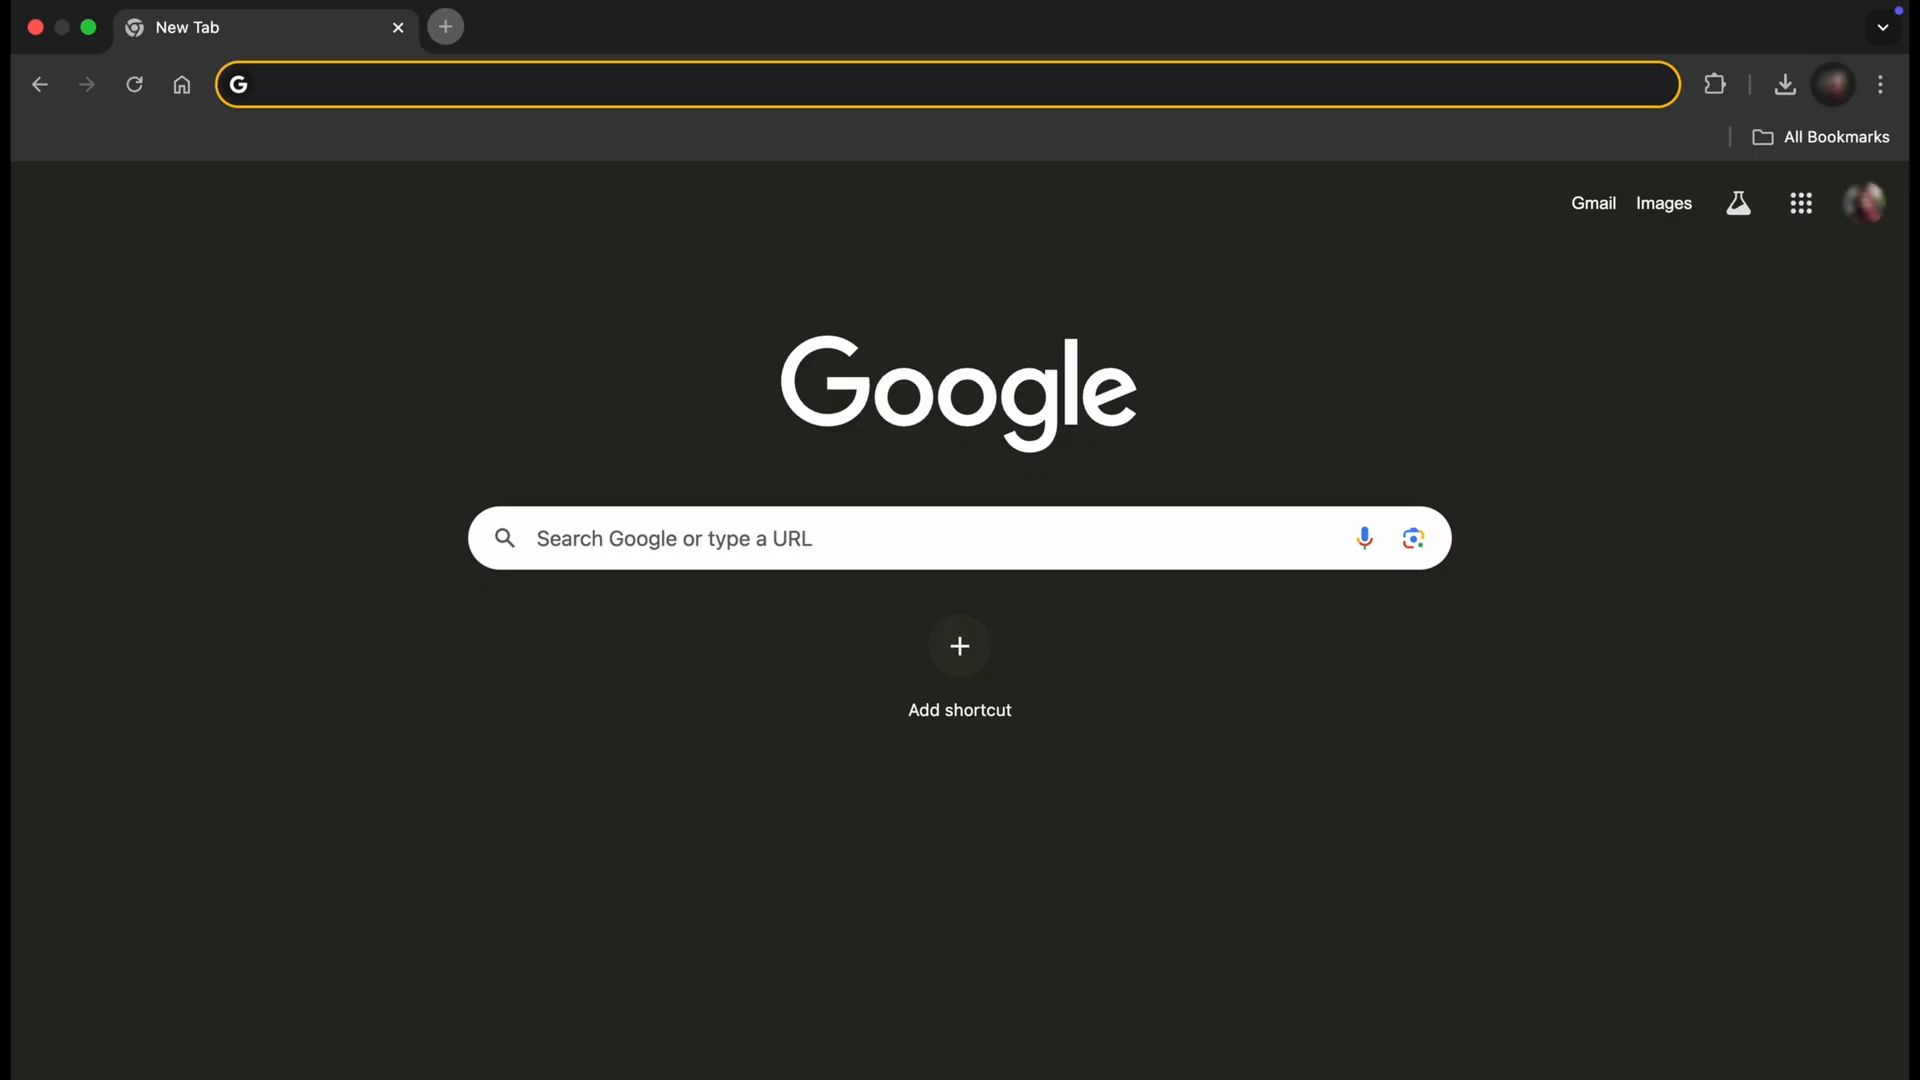 New Tab
G
All Bookmarks
Gmail Images
Google
Search Google or type a URL
Add shortcut